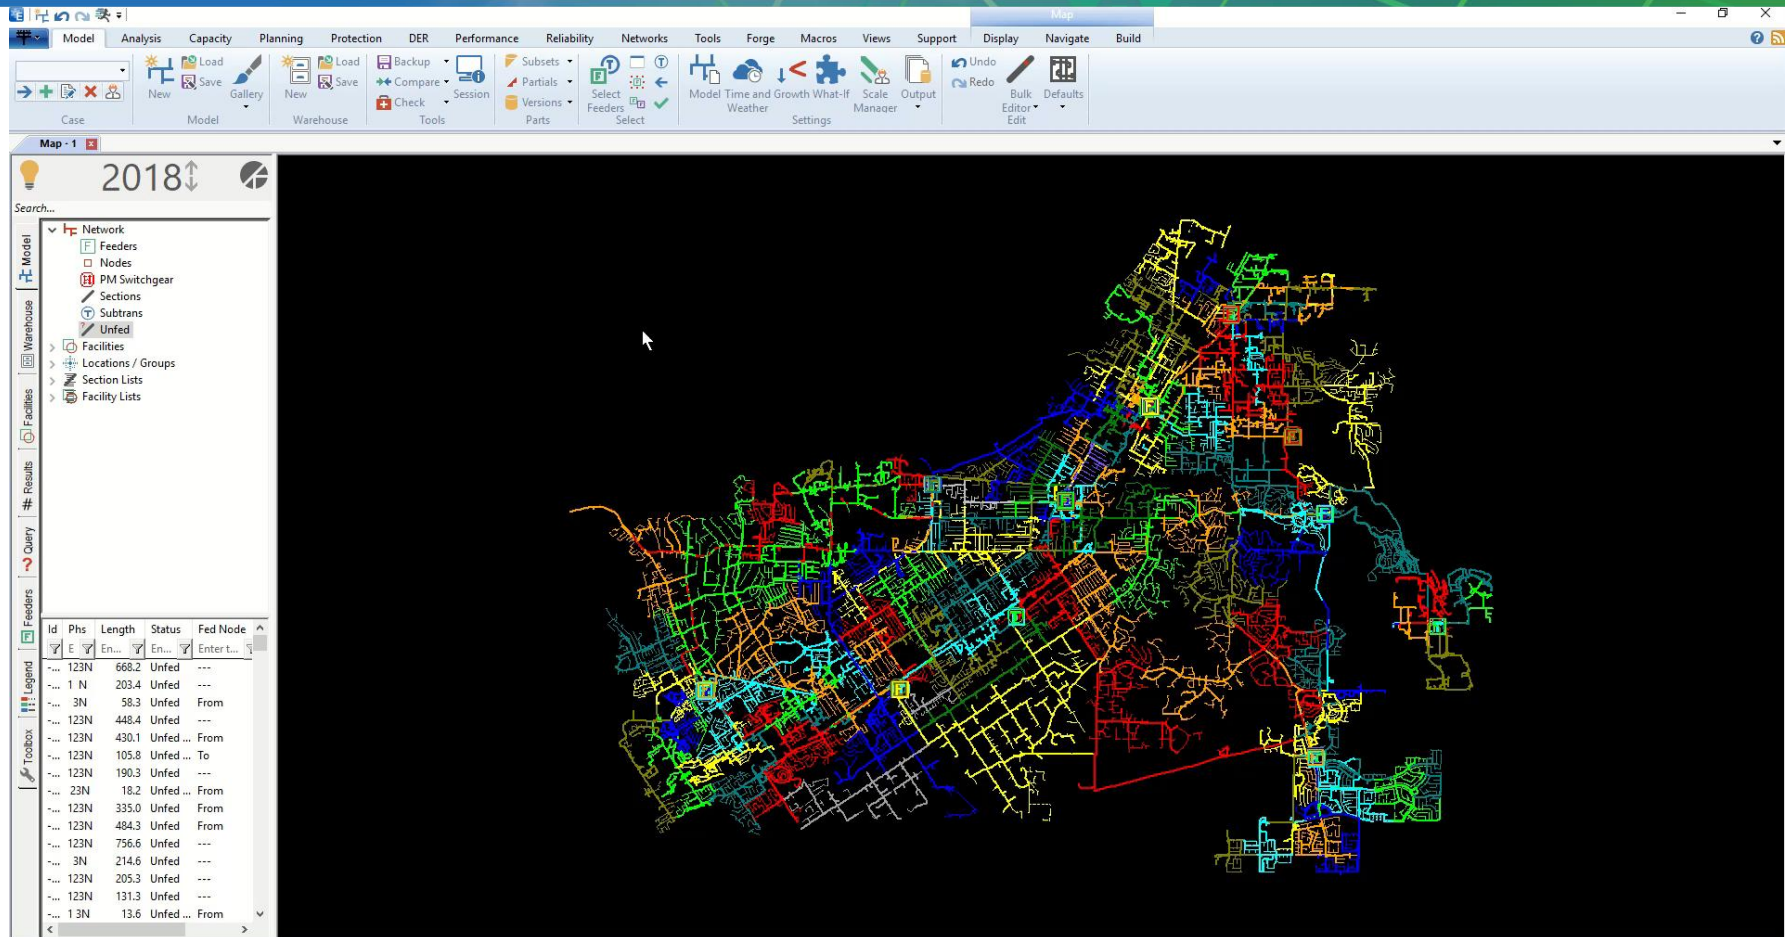 Map
Model Analysis Capacity Planning Protection DER Performance Reliability Networks Tools Forge Macros Views Support Display Navigate Build
Load
Save
New
Gallery
Case
Model
Load
Save
New
Warehouse
Backup
Compare
Check
Session
Tools
Subsets
Partials
Versions
Parts
Select
Feeders
Select
Model
Time and
Weather
Growth
What-If
Scale
Manager
Output
Settings
Undo
Redo
Bulk
Editor
Defaults
Edit
Map - 1
2018
Search...
Network
Feeders
Nodes
PM Switchgear
Sections
Subtrans
Unfed
Facilities
Locations / Groups
Section Lists
Facility Lists
Model
Warehouse
Facilities
# Results
? Query
Feeders
Legend
Toolbox
Id Phs Length Status Fed Node
E En... En... Enter t...
-... 123N 668.2 Unfed ---
-... 1 N 203.4 Unfed ---
-... 3N 58.3 Unfed From
-... 123N 448.4 Unfed ---
-... 123N 430.1 Unfed ... From
-... 123N 105.8 Unfed ... To
-... 123N 190.3 Unfed ---
-... 23N 18.2 Unfed ... From
-... 123N 335.0 Unfed From
-... 123N 484.3 Unfed From
-... 123N 756.6 Unfed ---
-... 3N 214.6 Unfed ---
-... 123N 205.3 Unfed ---
-... 123N 131.3 Unfed ---
-... 1 3N 13.6 Unfed ... From